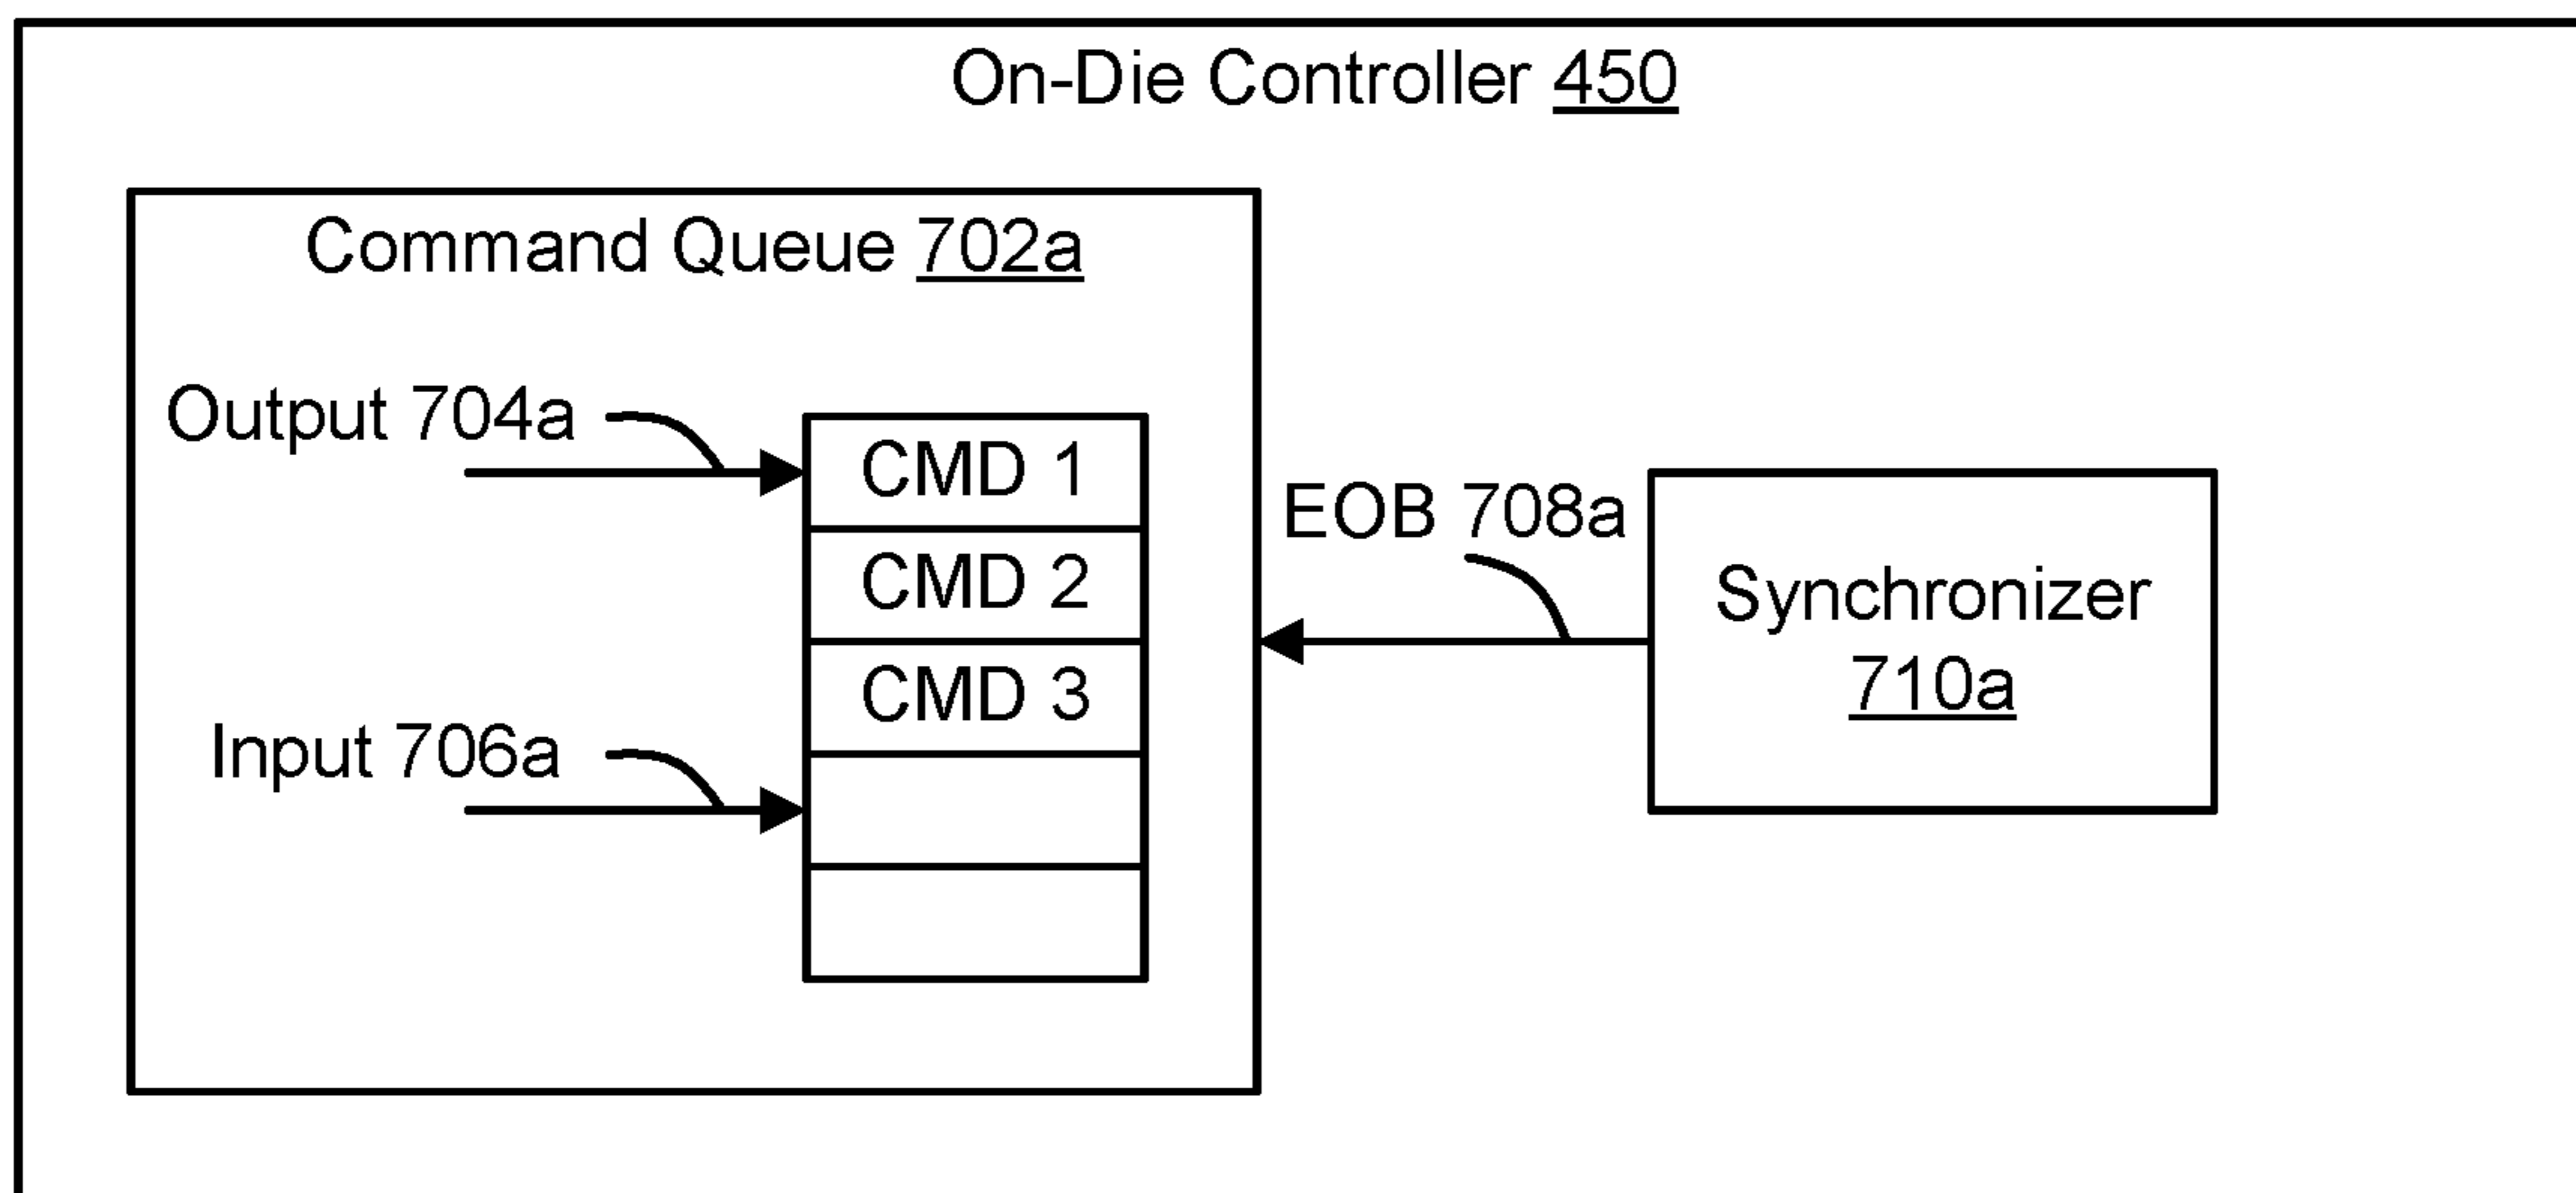 On-Die Controller 450
Command Queue 702a
Output 704a
CMD 1
CMD 2
CMD 3
Input 706a
EOB 708a
Synchronizer
710a